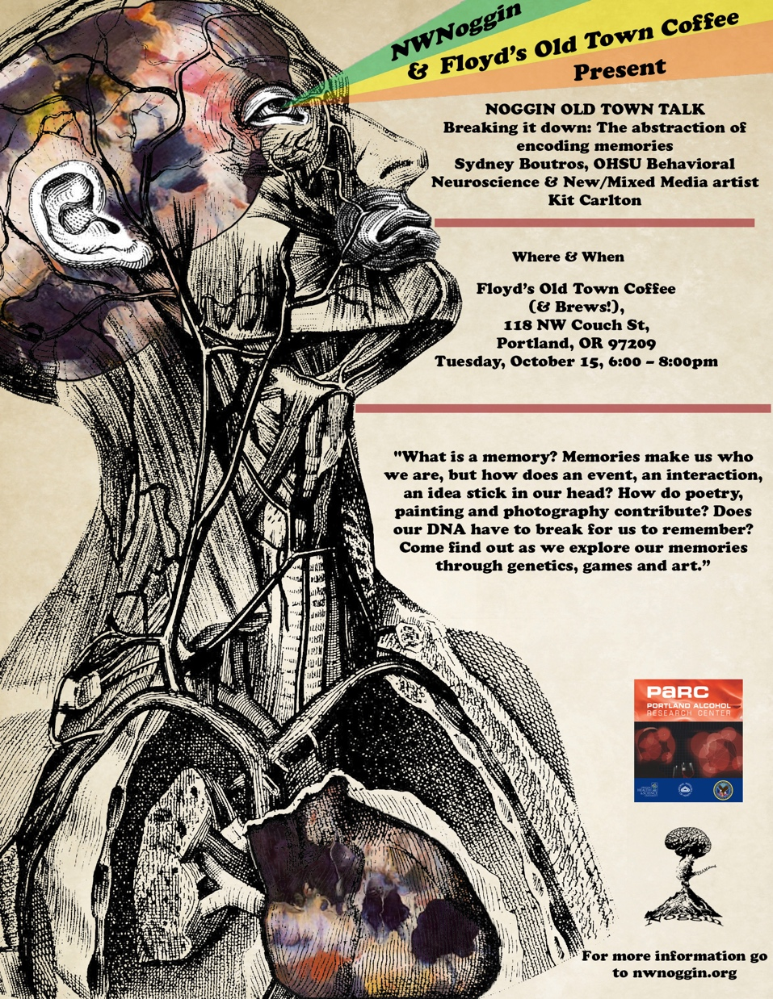 NWNoggin
& Floyd's Old Town Coffee
Present
NOGGIN OLD TOWN TALK
Breaking it down: The abstraction of
encoding memories
Sydney Boutros, OHSU Behavioral
Neuroscience & New/Mixed Media artist
Kit Carlton
Where & When
Floyd's Old Town Coffee
(& Brews!),
118 NW Couch St,
Portland, OR 97209
Tuesday, October 15, 6:00 – 8:00pm
"What is a memory? Memories make us who
we are, but how does an event, an interaction,
an idea stick in our head? How do poetry,
painting and photography contribute? Does
our DNA have to break for us to remember?
Come find out as we explore our memories
through genetics, games and art.”
PARC
PORTLAND ALCOHOL
RESEARCH CENTER
NOGGIN
For more information go
to nwnoggin.org